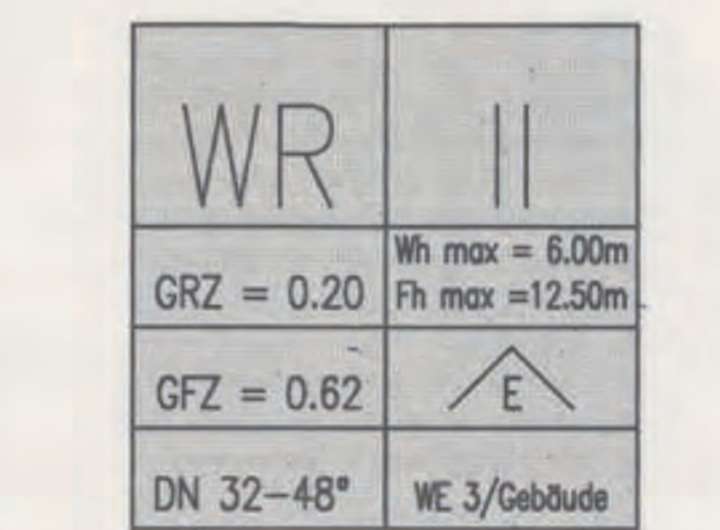 WR II
GRZ = 0.20
Wh max = 6.00m
Fh max =12.50m
GFZ = 0.62
E
DN 32-48°
WE 3/Gebäude